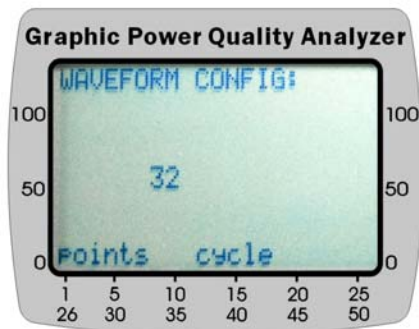 Graphic Power Quality Analyzer
WAVEFORM CONFIG:
100 100
32
50 50
points cycle
0 0
1 5 10 15 20 25
26 30 35 40 45 50